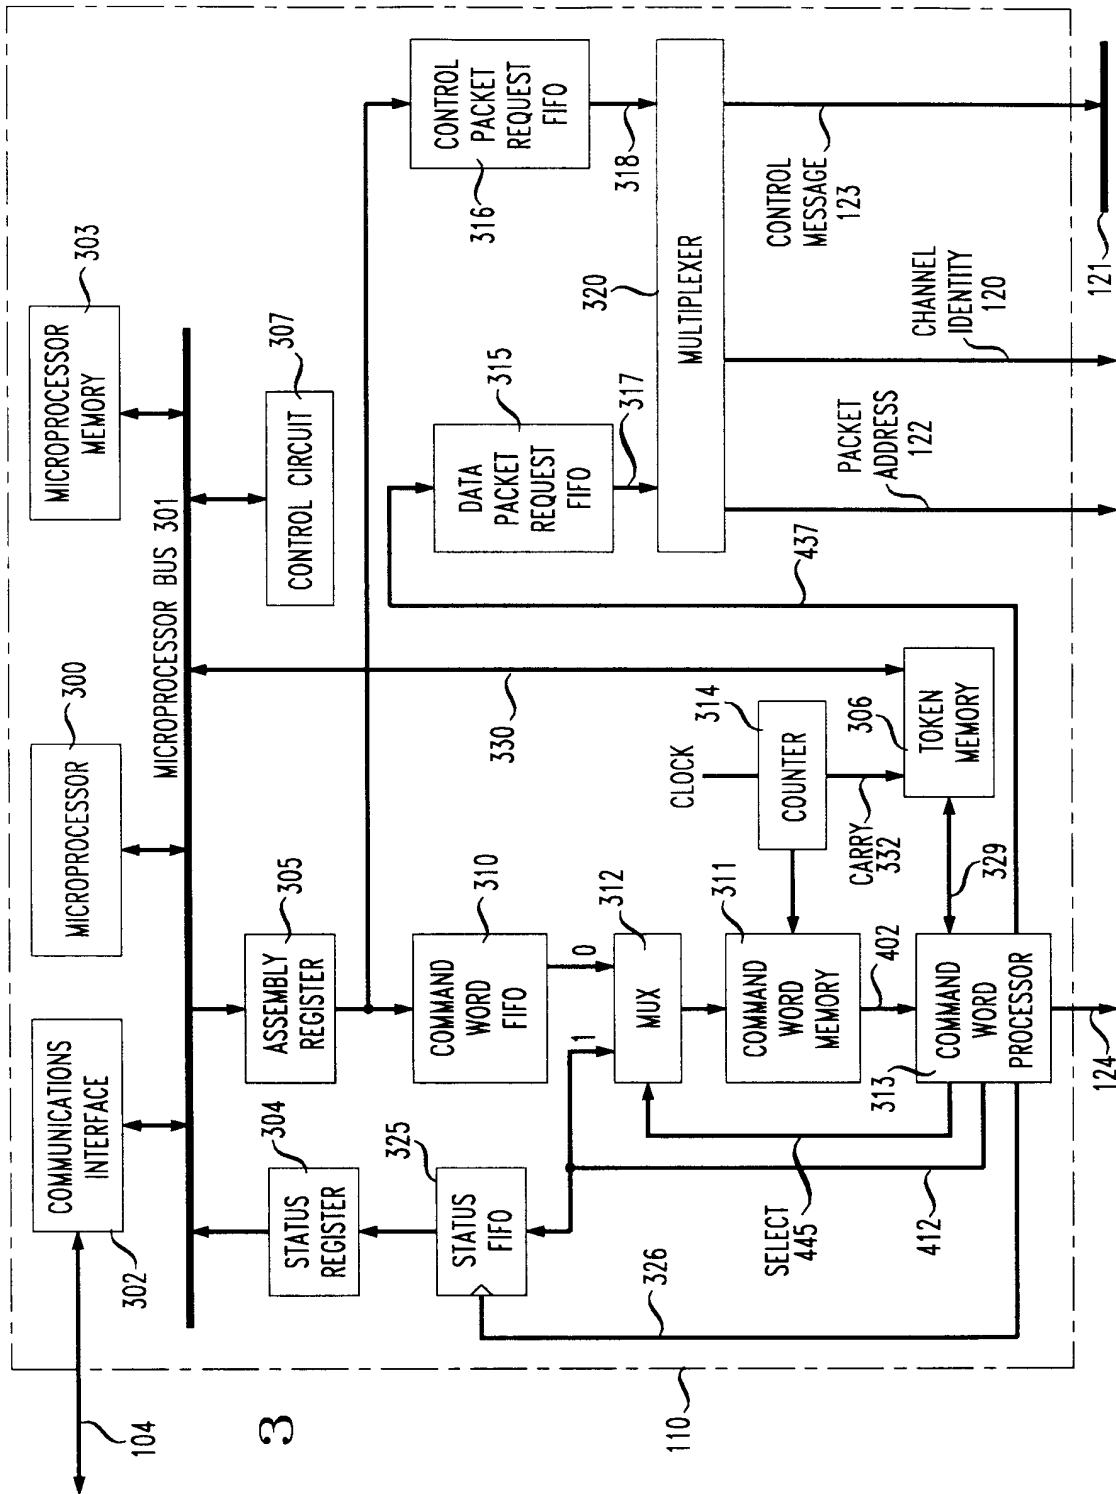 3
104
COMMUNICATIONS
INTERFACE
302
MICROPROCESSOR
300
MICROPROCESSOR
MEMORY
303
MICROPROCESSOR BUS 301
STATUS
REGISTER
304
ASSEMBLY
REGISTER
305
CONTROL CIRCUIT
307
STATUS
FIFO
325
COMMAND
WORD
FIFO
310
DATA
PACKET
REQUEST
FIFO
315
CONTROL
PACKET
REQUEST
FIFO
316
1
0
MUX
312
317
318
330
320
MULTIPLEXER
CLOCK
COUNTER
314
COMMAND
WORD
MEMORY
311
CARRY
332
TOKEN
MEMORY
306
437
SELECT
445
402
329
COMMAND
WORD
PROCESSOR
313
412
326
110
124
PACKET
ADDRESS
122
CHANNEL
IDENTITY
120
CONTROL
MESSAGE
123
121